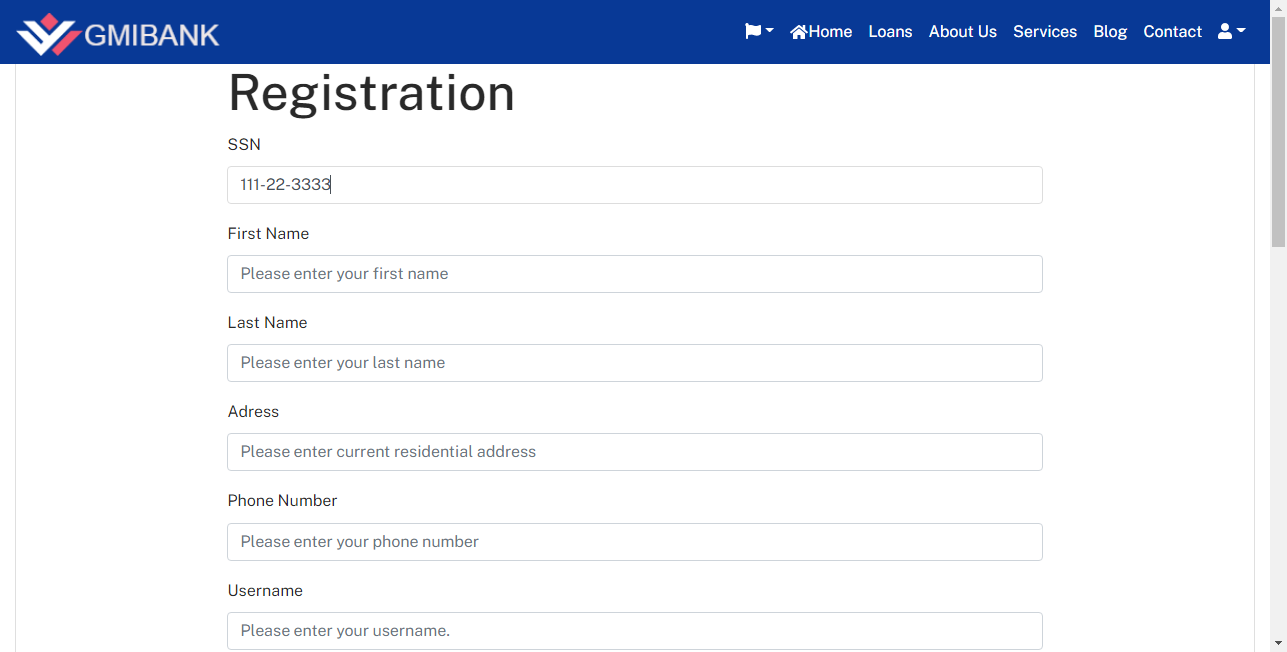 GMIBANK
Home Loans About Us Services Blog Contact
Registration
SSN
111-22-3333
First Name
Please enter your first name
Last Name
Please enter your last name
Adress
Please enter current residential address
Phone Number
Please enter your phone number
Username
Please enter your username.